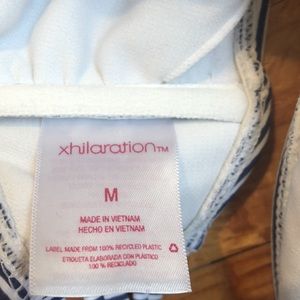 xhilaration™
M
MADE IN VIETNAM
HECHO EN VIETNAM
LABEL MADE FROM 100% RECYCLED PLASTIC
ETIQUETA ELABORADA CON PLÁSTICO
100 % RECICLADO